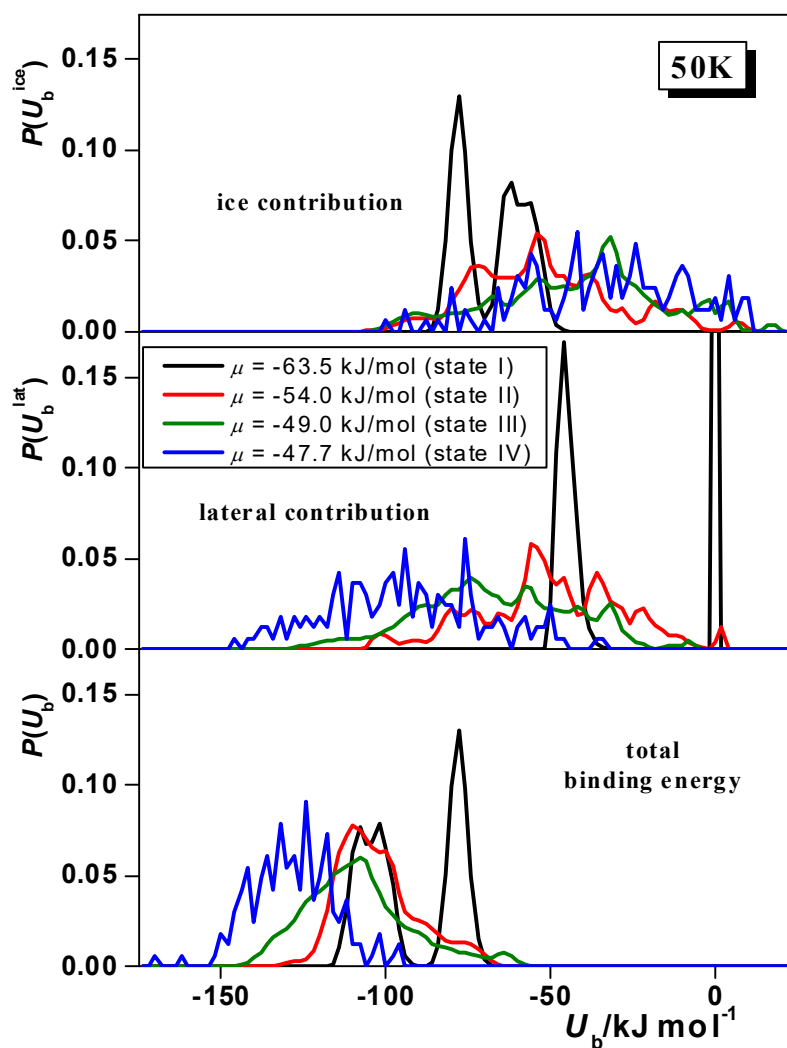 50K
P(U_b^ice)
0.15
0.10
0.05
0.00
ice contribution
P(U_b^lat)
0.15
0.10
0.05
0.00
μ = -63.5 kJ/mol (state I)
μ = -54.0 kJ/mol (state II)
μ = -49.0 kJ/mol (state III)
μ = -47.7 kJ/mol (state IV)
lateral contribution
P(U_b)
0.15
0.10
0.05
0.00
total
binding energy
-150
-100
-50
0
U_b/kJ mol^-1